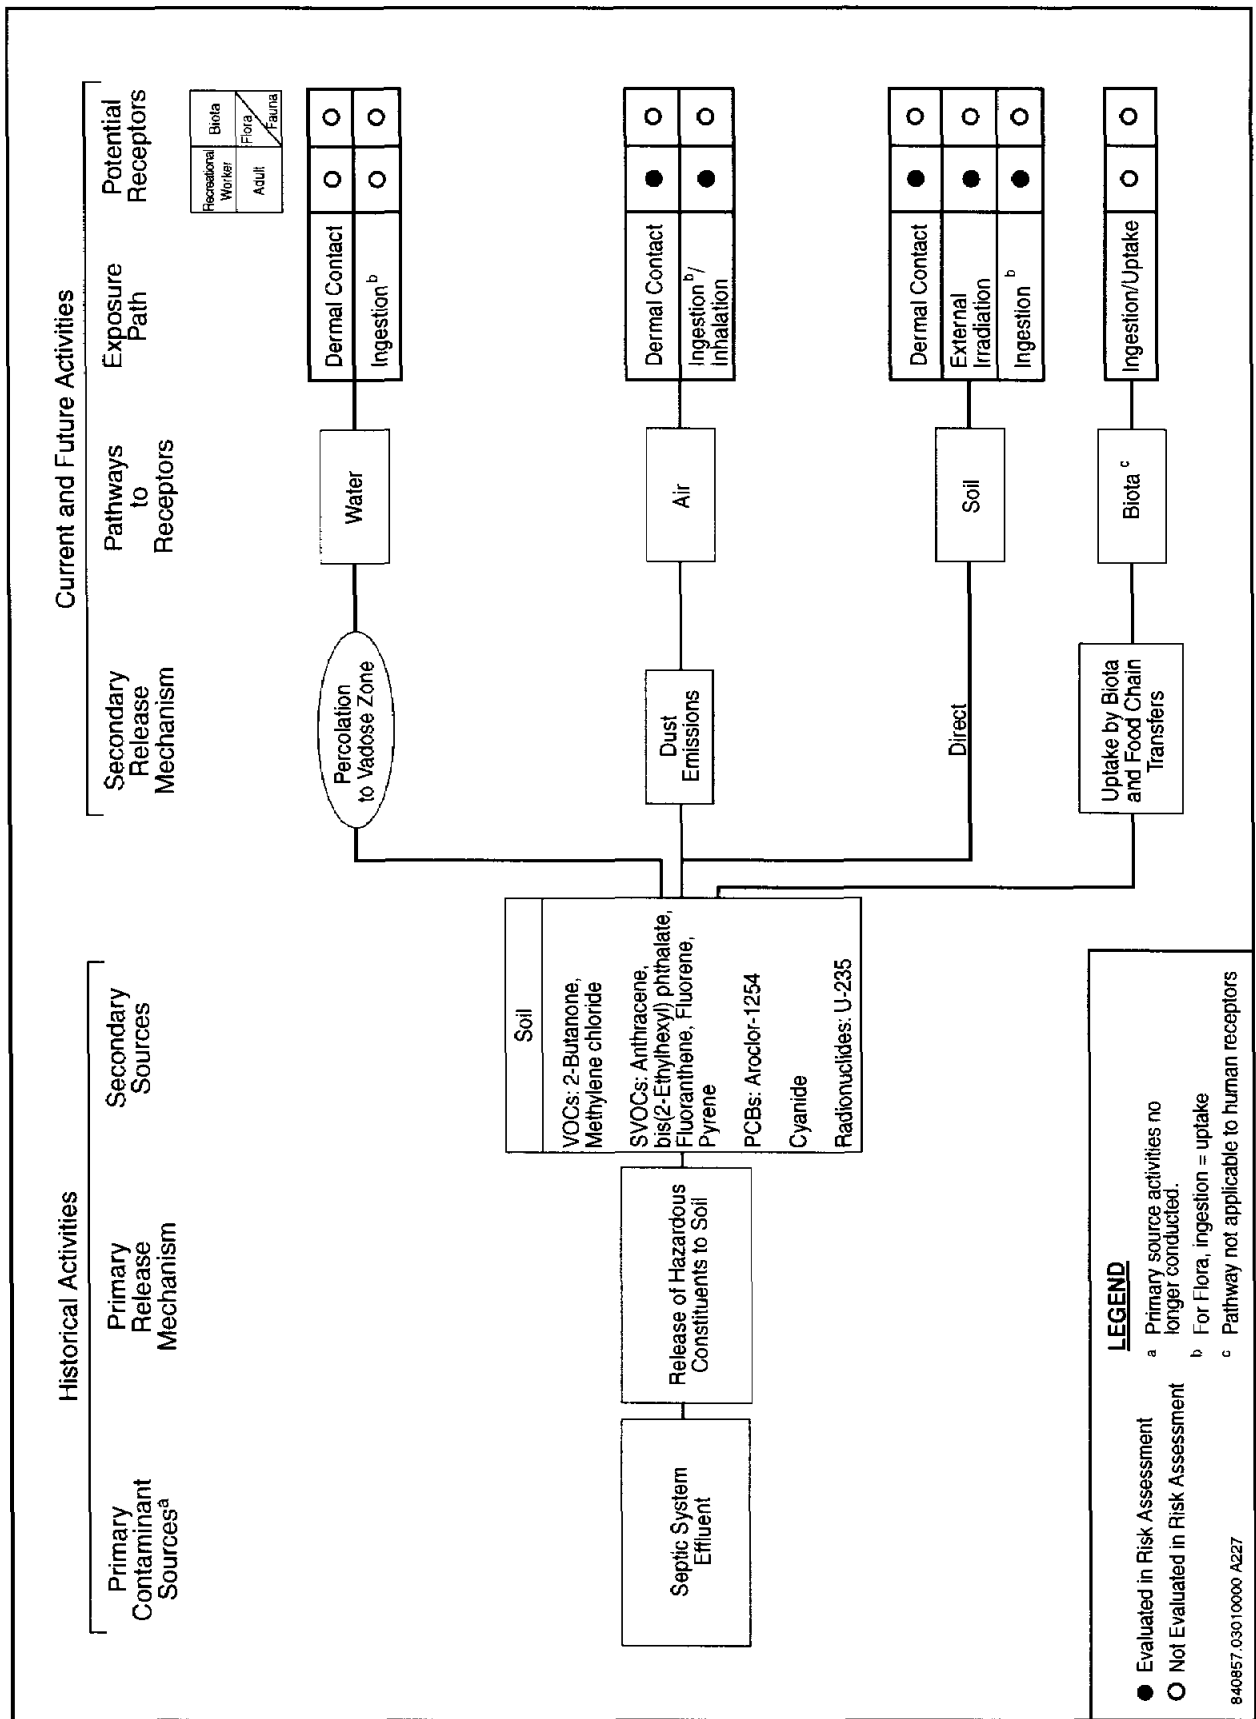 Historical Activities
Current and Future Activities
Primary
Contaminant
Sourcesa
Primary
Release
Mechanism
Secondary
Sources
Secondary
Release
Mechanism
Pathways
to
Receptors
Exposure
Path
Potential
Receptors
Recreational
Worker
Biota
Adult
Flora
Fauna
Septic System
Effluent
Release of Hazardous
Constituents to Soil
Soil
VOCs: 2-Butanone,
Methylene chloride
SVOCs: Anthracene,
bis(2-Ethylhexyl) phthalate,
Fluoranthene, Fluorene,
Pyrene
PCBs: Aroclor-1254
Cyanide
Radionuclides: U-235
Percolation
to Vadose Zone
Water
Dermal Contact
Ingestion b
Dust
Emissions
Air
Dermal Contact
Ingestion b/
Inhalation
Direct
Soil
Dermal Contact
External
Irradiation
Ingestion b
Uptake by Biota
and Food Chain
Transfers
Biota c
Ingestion/Uptake
LEGEND
Evaluated in Risk Assessment
Not Evaluated in Risk Assessment
a Primary source activities no
longer conducted.
b For Flora, ingestion = uptake
c Pathway not applicable to human receptors
840857.03010000 A227